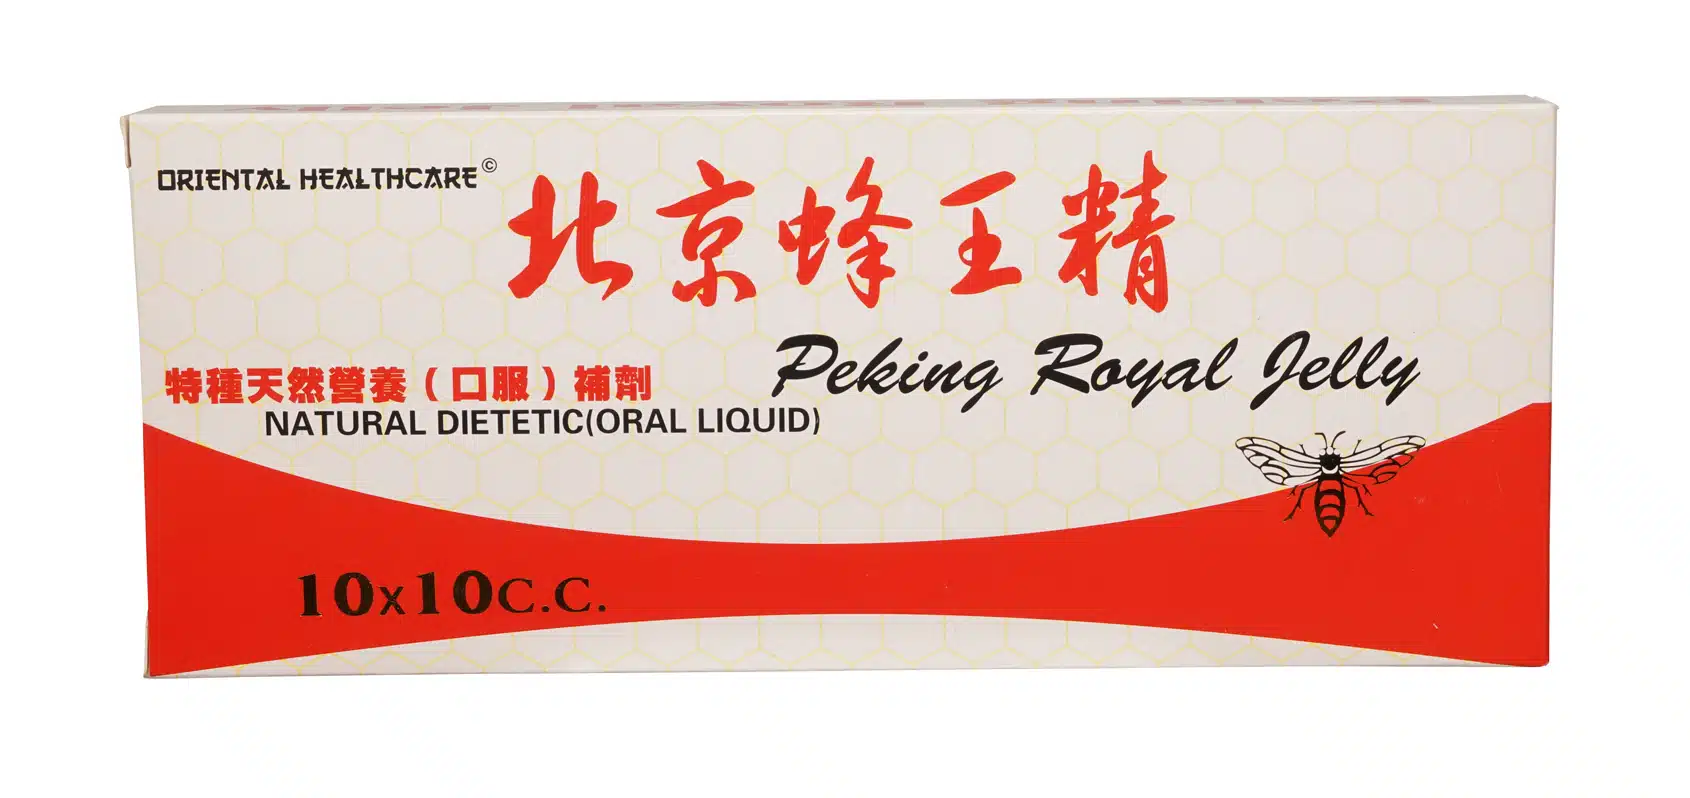 ORIENTAL HEALTHCARE©
北京蜂王精
Peking Royal Jelly
特種天然營養（口服）補劑
NATURAL DIETETIC(ORAL LIQUID)
10x10C.C.